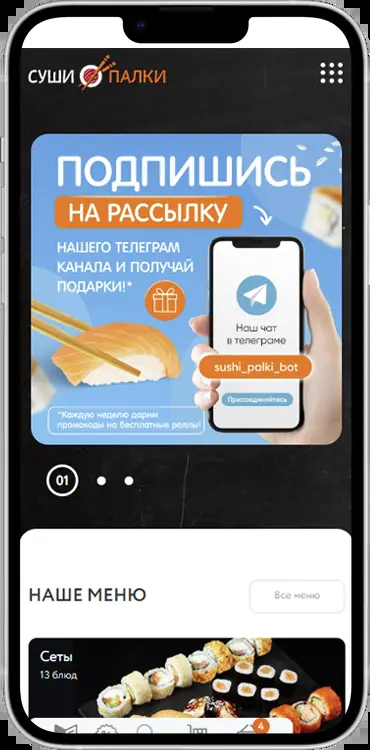 СУШИ ПАЛКИ
ПОДПИШИСЬ
НА РАССЫЛКУ
НАШЕГО ТЕЛЕГРАМ
КАНАЛА И ПОЛУЧАЙ
ПОДАРКИ!*
Наш чат
в телеграме
sushi_palki_bot
Присоединяйтесь
*Каждую неделю дарим
промокоды на бесплатные роллы!
01
НАШЕ МЕНЮ
Все меню
Сеты
13 блюд
4